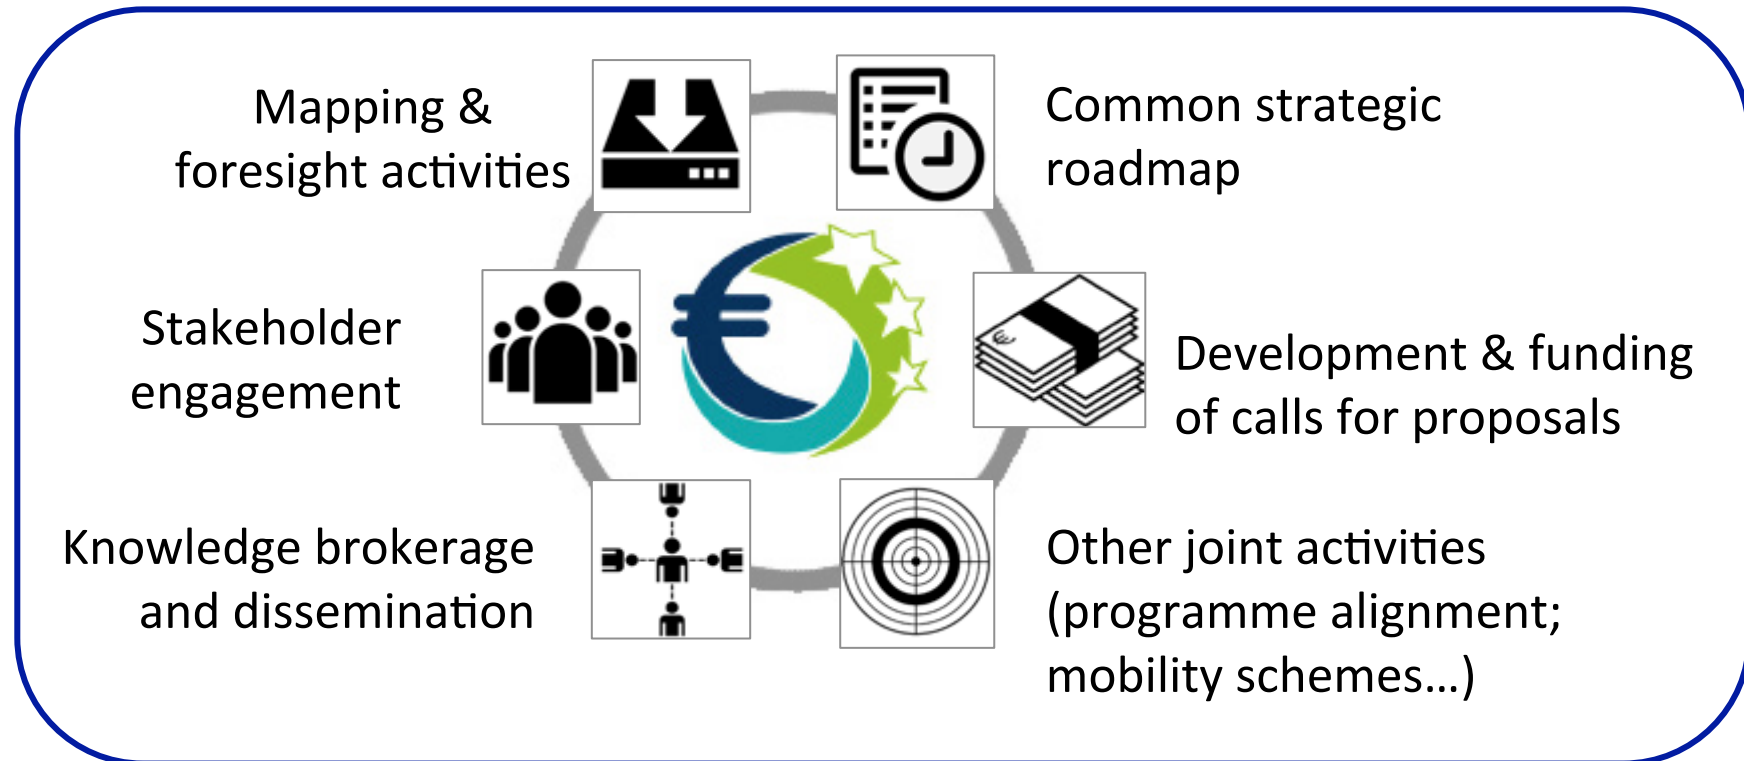 Mapping &
foresight activities
Common strategic
roadmap
Stakeholder
engagement
Development & funding
of calls for proposals
Knowledge brokerage
and dissemination
Other joint activities
(programme alignment;
mobility schemes...)